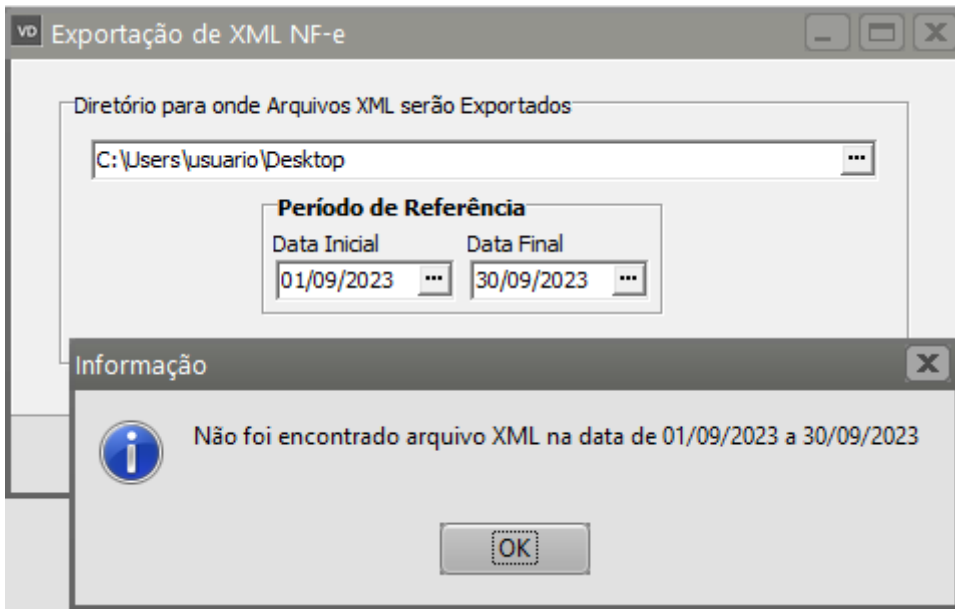 VD Exportação de XML NF-e
Diretório para onde Arquivos XML serão Exportados
C:\Users\usuario\Desktop ...
Período de Referência
Data Inicial Data Final
01/09/2023 ... 30/09/2023 ...
Informação
Não foi encontrado arquivo XML na data de 01/09/2023 a 30/09/2023
OK